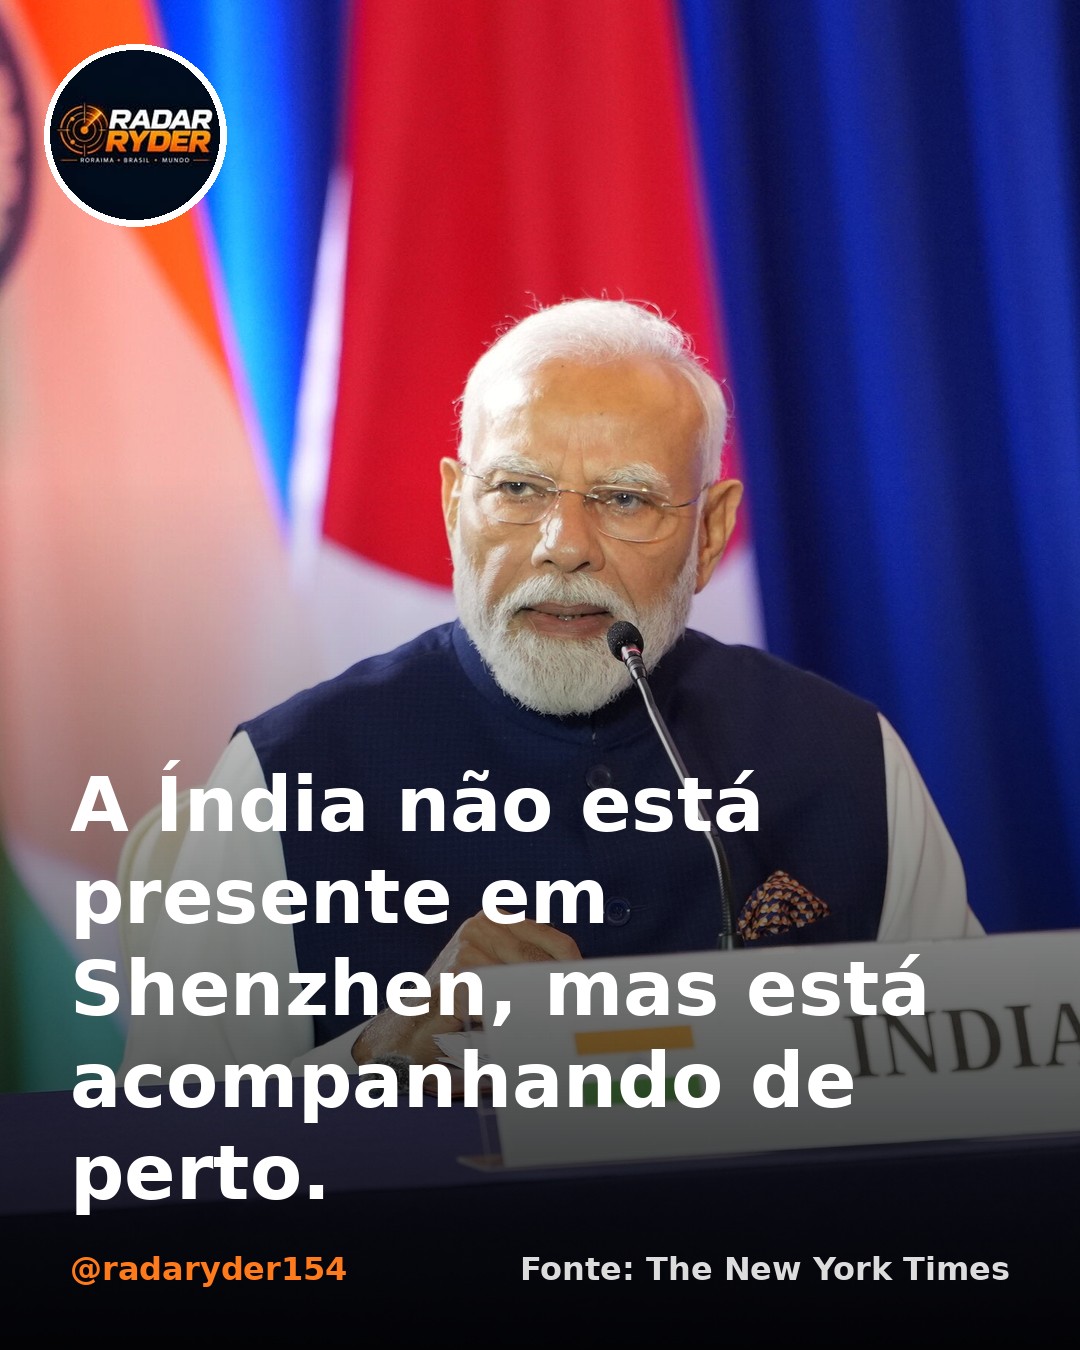 RADAR
RYDER
RORAIMA • BRASIL • MUNDO
A Índia não está
presente em
Shenzhen, mas está
acompanhando de
perto.
INDIA
@radaryder154
Fonte: The New York Times